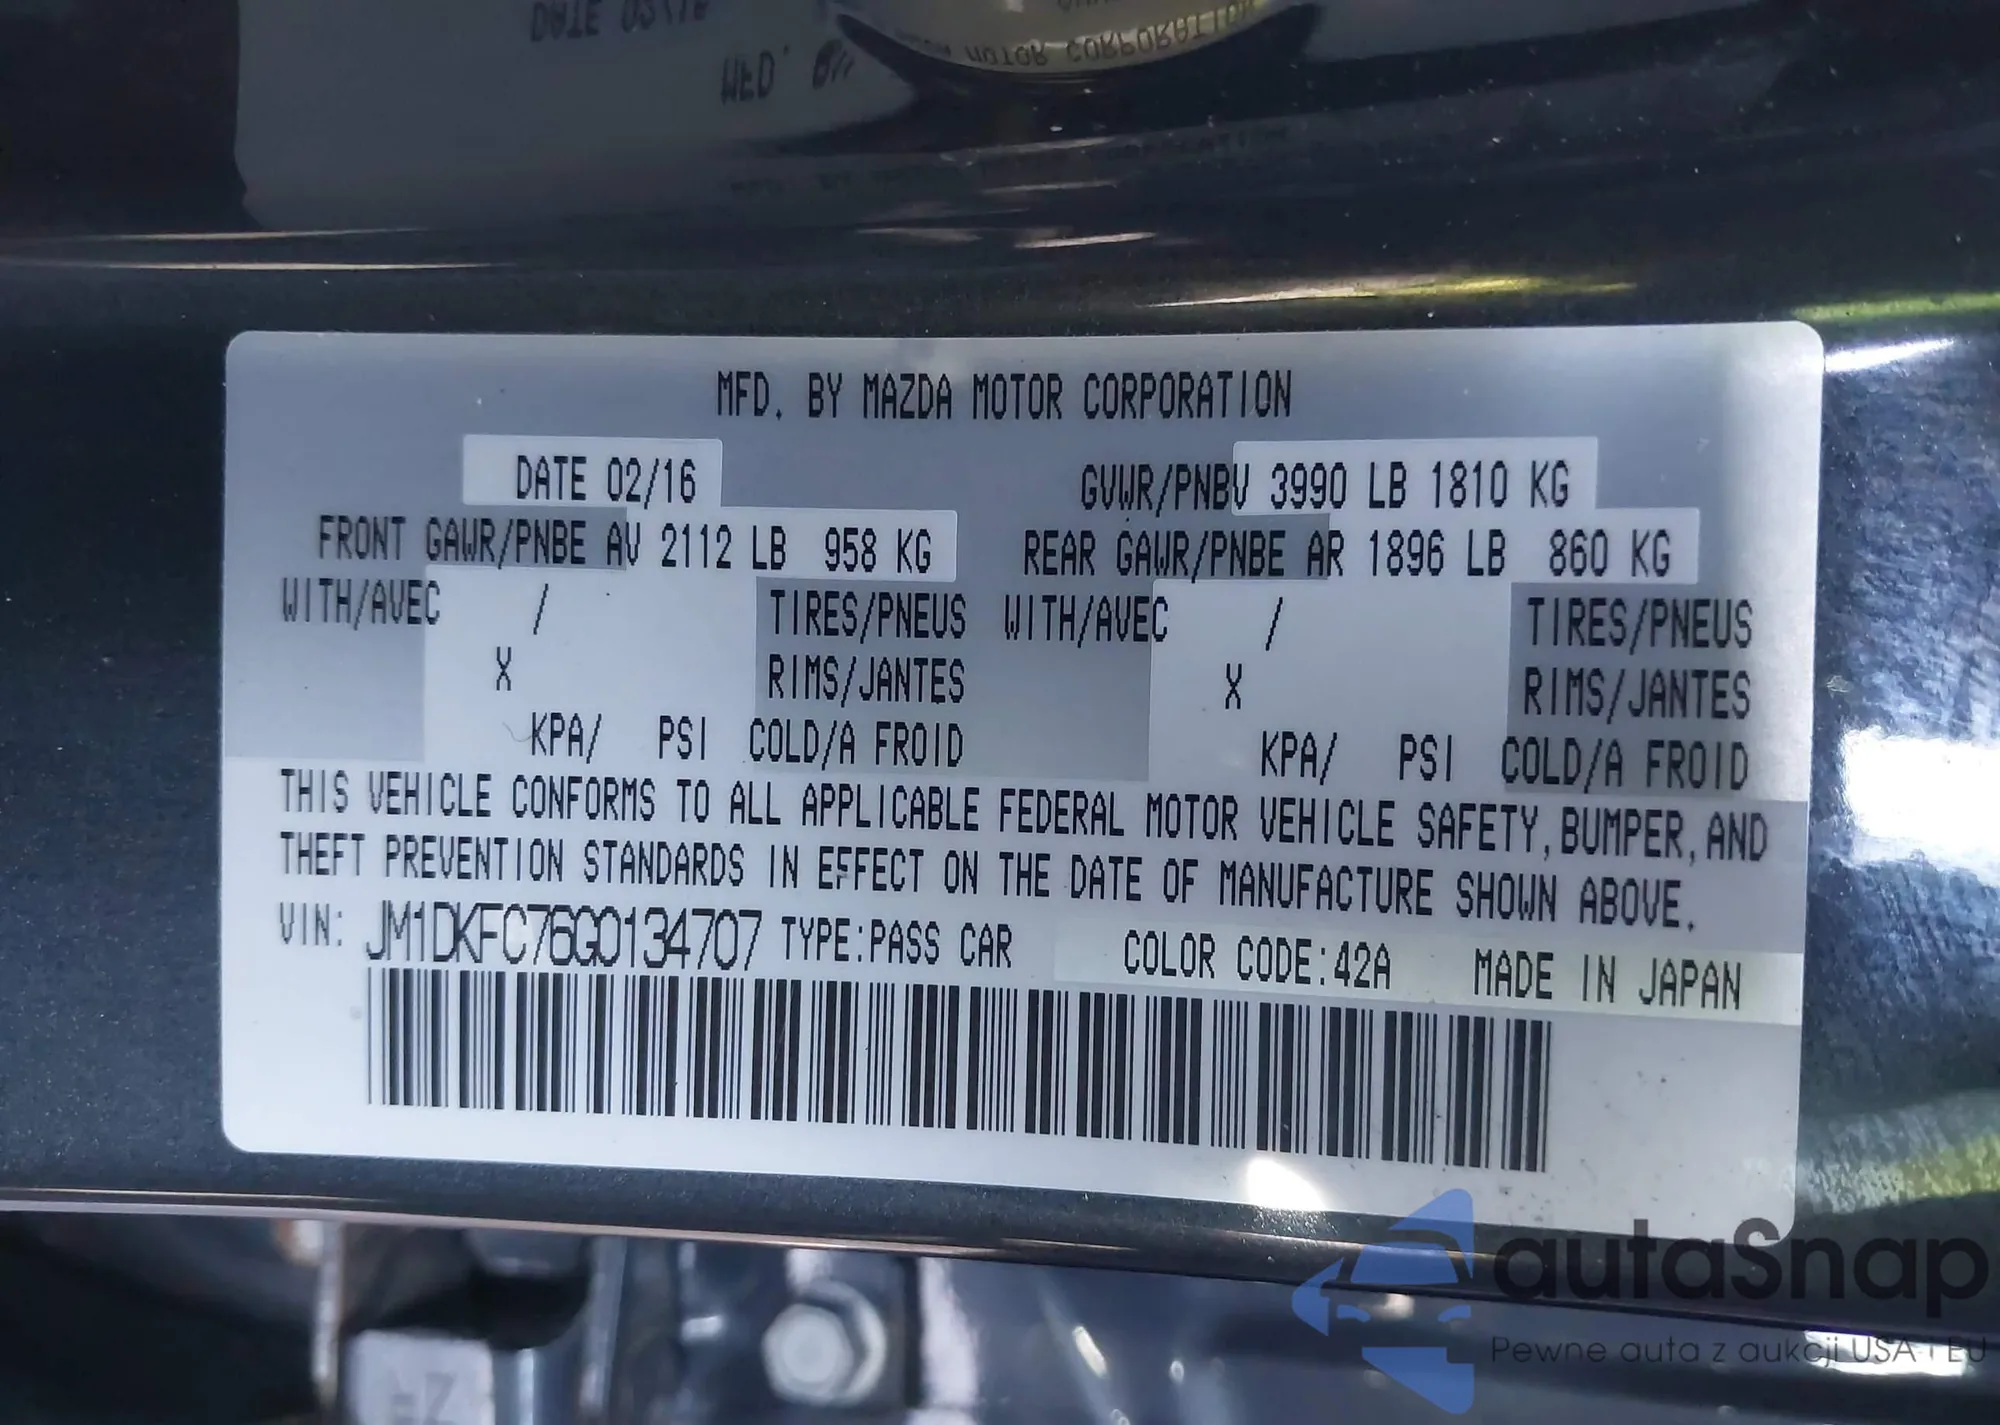 MFD. BY MAZDA MOTOR CORPORATION
DATE 02/16 GVWR/PNBV 3990 LB 1810 KG
FRONT GAWR/PNBE AV 2112 LB 958 KG REAR GAWR/PNBE AR 1896 LB 860 KG
WITH/AVEC / TIRES/PNEUS WITH/AVEC / TIRES/PNEUS
X RIMS/JANTES X RIMS/JANTES
KPA/ PSI COLD/A FROID KPA/ PSI COLD/A FROID
THIS VEHICLE CONFORMS TO ALL APPLICABLE FEDERAL MOTOR VEHICLE SAFETY, BUMPER, AND
THEFT PREVENTION STANDARDS IN EFFECT ON THE DATE OF MANUFACTURE SHOWN ABOVE.
VIN: JM1DKFC76G0134707 TYPE:PASS CAR COLOR CODE:42A MADE IN JAPAN
autaSnap
Pewne auta z aukcji USA i EU